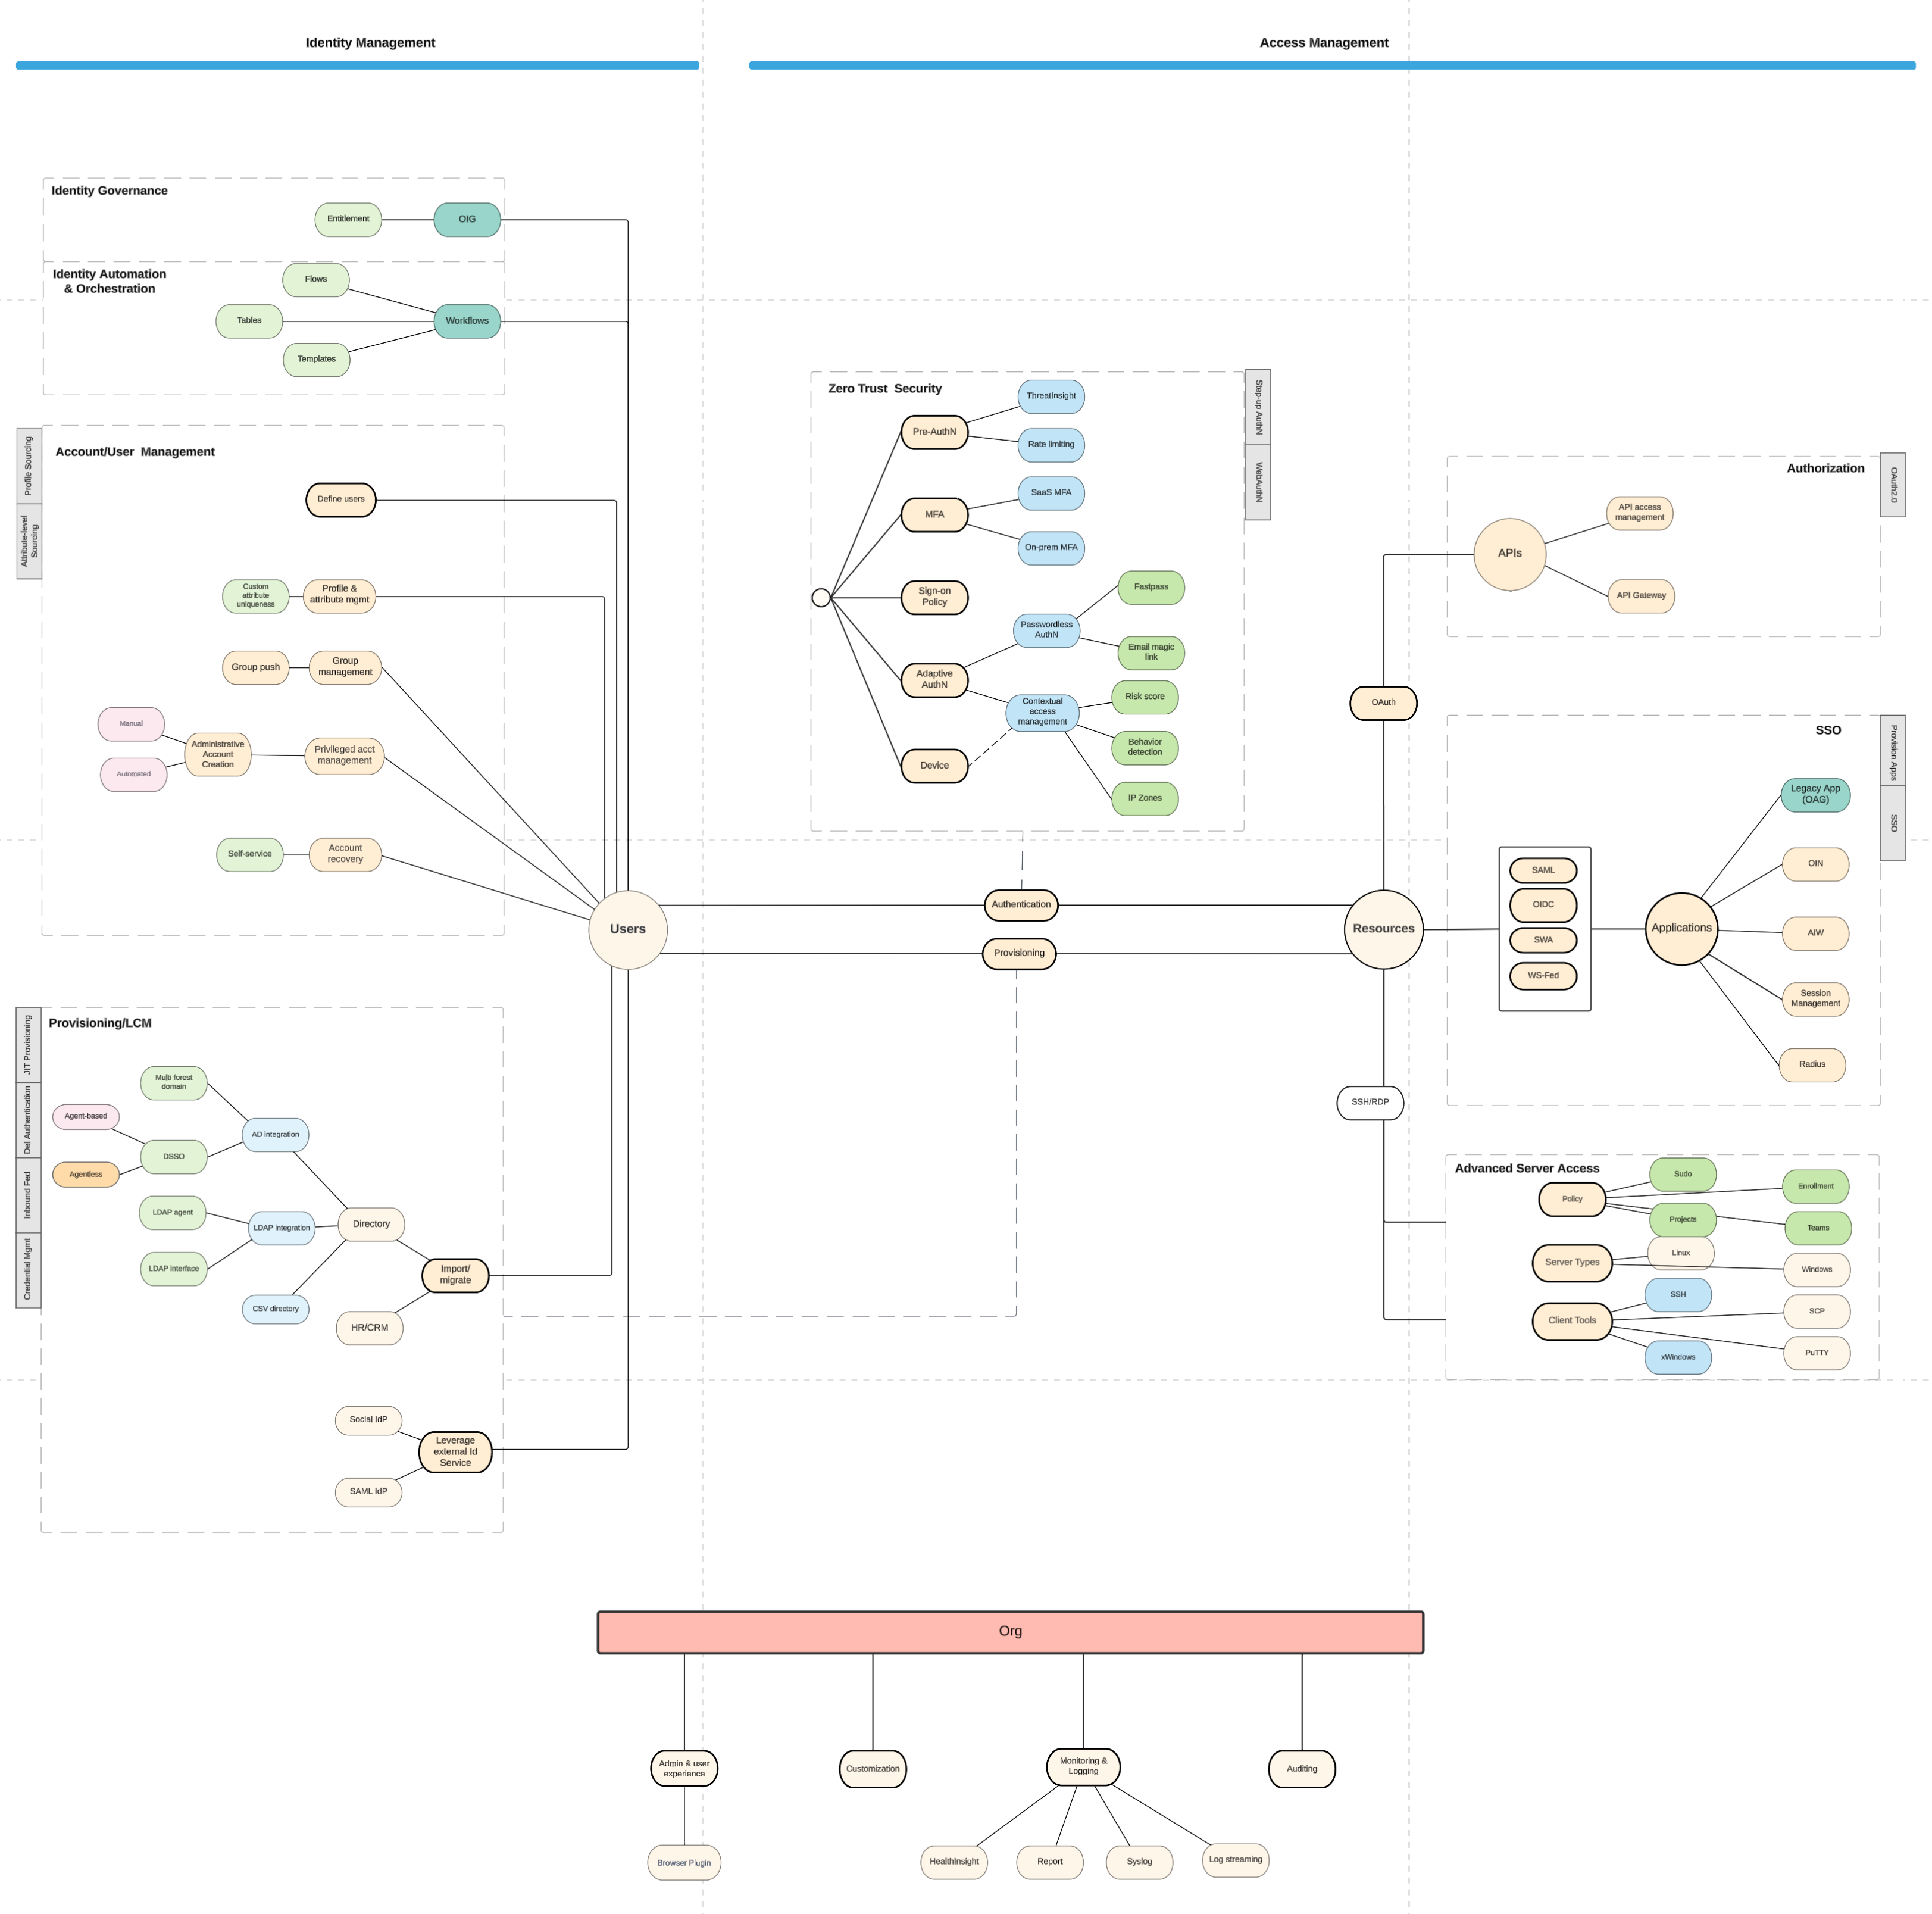 Identity Management
Access Management
Identity Governance
Entitlement
OIG
Identity Automation
& Orchestration
Flows
Tables
Workflows
Templates
Profile Sourcing
Attribute-level
Sourcing
Account/User  Management
Define users
Custom
attribute
uniqueness
Profile &
attribute mgmt
Group push
Group
management
Manual
Automated
Administrative
Account
Creation
Privileged acct
management
Self-service
Account
recovery
Users
JIT Provisioning
Del Authentication
Inbound Fed
Credential Mgmt
Provisioning/LCM
Multi-forest
domain
Agent-based
AD integration
DSSO
Agentless
LDAP agent
LDAP integration
Directory
LDAP interface
Import/
migrate
CSV directory
HR/CRM
Social IdP
Leverage
external Id
Service
SAML IdP
Zero Trust  Security
Step-up AuthN
WebAuthN
ThreatInsight
Pre-AuthN
Rate limiting
SaaS MFA
MFA
On-prem MFA
Sign-on
Policy
Fastpass
Passwordless
AuthN
Email magic
link
Adaptive
AuthN
Contextual
access
management
Risk score
Behavior
detection
Device
IP Zones
Authentication
Provisioning
Authorization
OAuth2.0
APIs
API access
management
API Gateway
OAuth
Resources
SSH/RDP
SSO
Provision Apps
SSO
SAML
OIDC
SWA
WS-Fed
Applications
Legacy App
(OAG)
OIN
AIW
Session
Management
Radius
Advanced Server Access
Policy
Sudo
Enrollment
Projects
Teams
Server Types
Linux
Windows
Client Tools
SSH
SCP
PuTTY
xWindows
Org
Admin & user
experience
Customization
Monitoring &
Logging
Auditing
Browser Plugin
HealthInsight
Report
Syslog
Log streaming